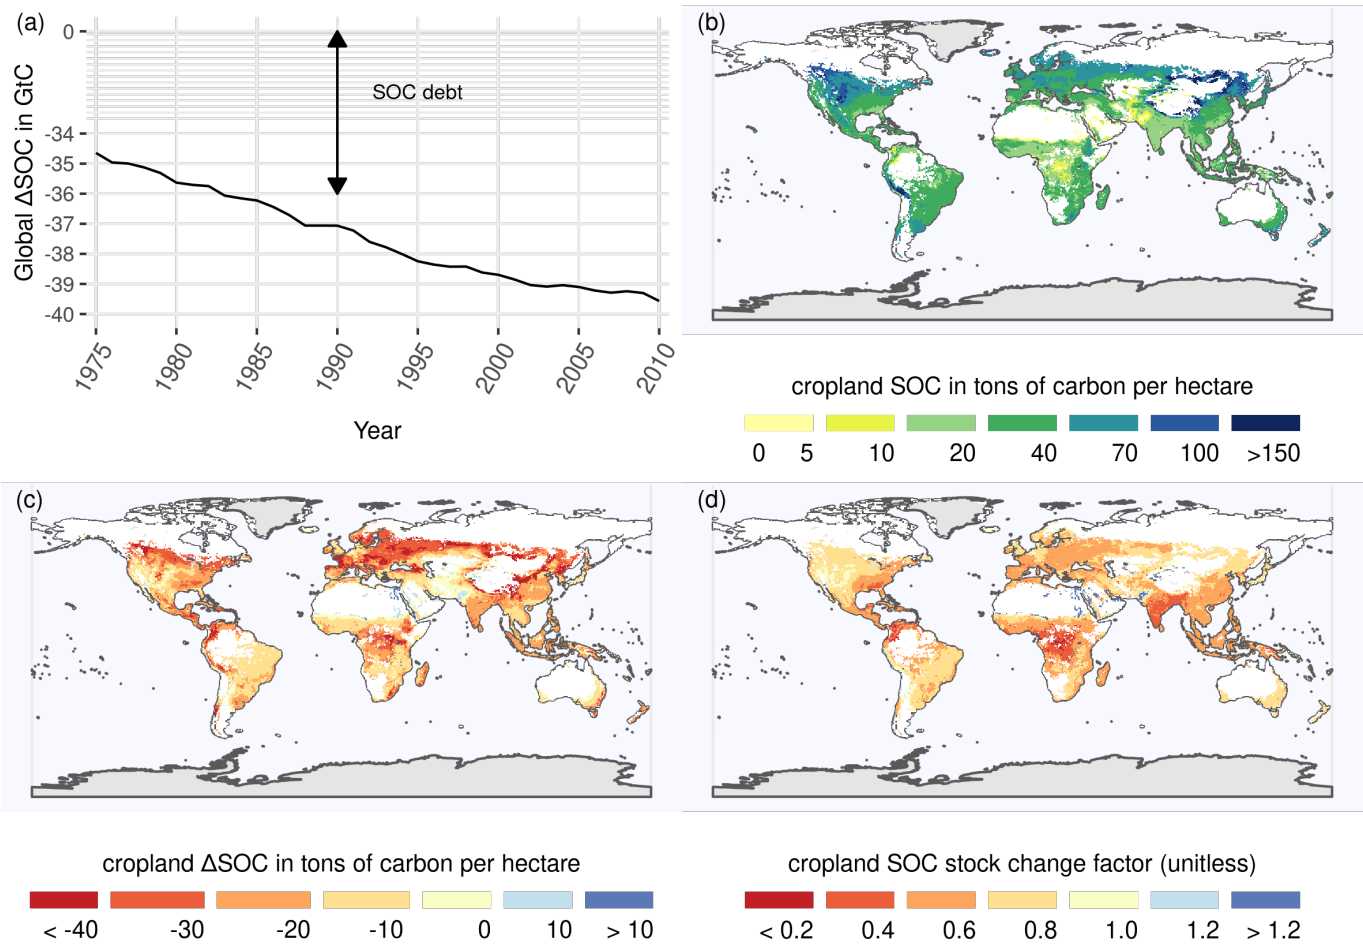 (a)
0
-34
-35
-36
-37
-38
-39
-40
Global ΔSOC in GtC
SOC debt
1975
1980
1985
1990
1995
2000
2005
2010
Year
(b)
cropland SOC in tons of carbon per hectare
0 5 10 20 40 70 100 >150
(c)
cropland ΔSOC in tons of carbon per hectare
< -40 -30 -20 -10 0 10 > 10
(d)
cropland SOC stock change factor (unitless)
< 0.2 0.4 0.6 0.8 1.0 1.2 > 1.2